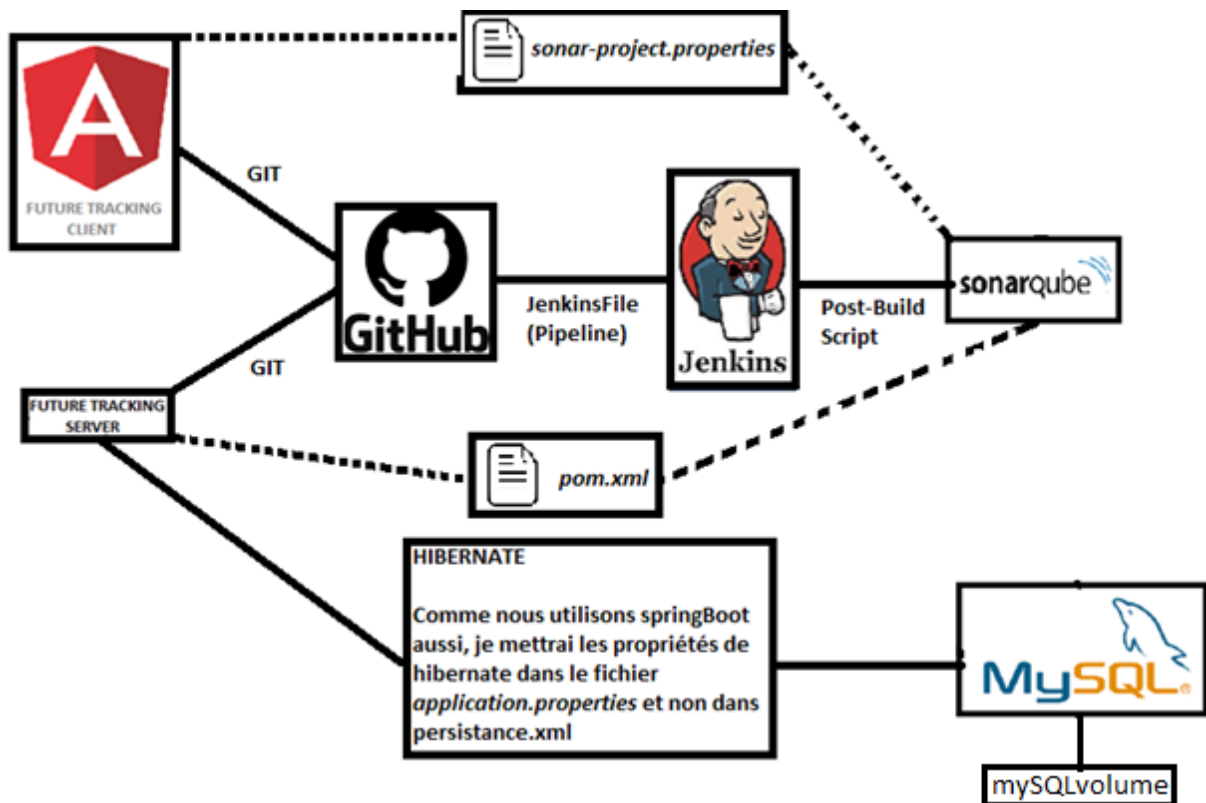 sonar-project.properties
A
FUTURE TRACKING
CLIENT
GIT
GitHub
JenkinsFile
(Pipeline)
Jenkins
Post-Build
Script
sonarqube
GIT
FUTURE TRACKING
SERVER
pom.xml
HIBERNATE
Comme nous utilisons springBoot
aussi, je mettrai les propriétés de
hibernate dans le fichier
application.properties et non dans
persistance.xml
MySQL®
mySQLvolume